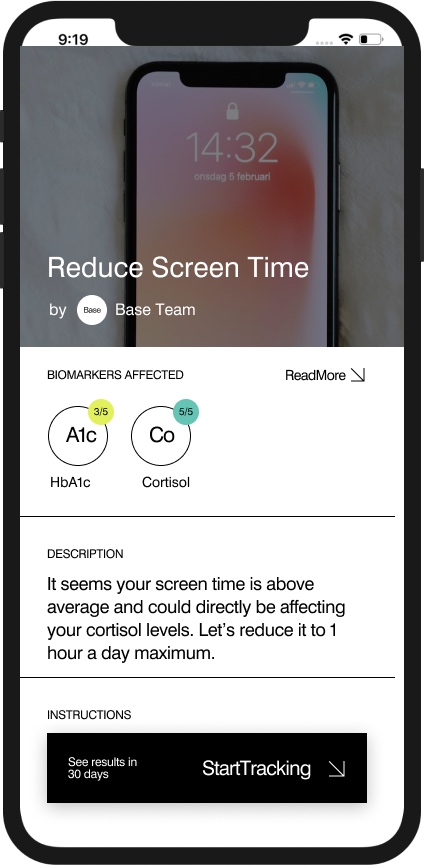 9:19
14:32
onsdag 5 februari
Reduce Screen Time
by Base Base Team
BIOMARKERS AFFECTED ReadMore
3/5 5/5
A1c Co
HbA1c Cortisol
DESCRIPTION
It seems your screen time is above
average and could directly be affecting
your cortisol levels. Let’s reduce it to 1
hour a day maximum.
INSTRUCTIONS
See results in
30 days
StartTracking